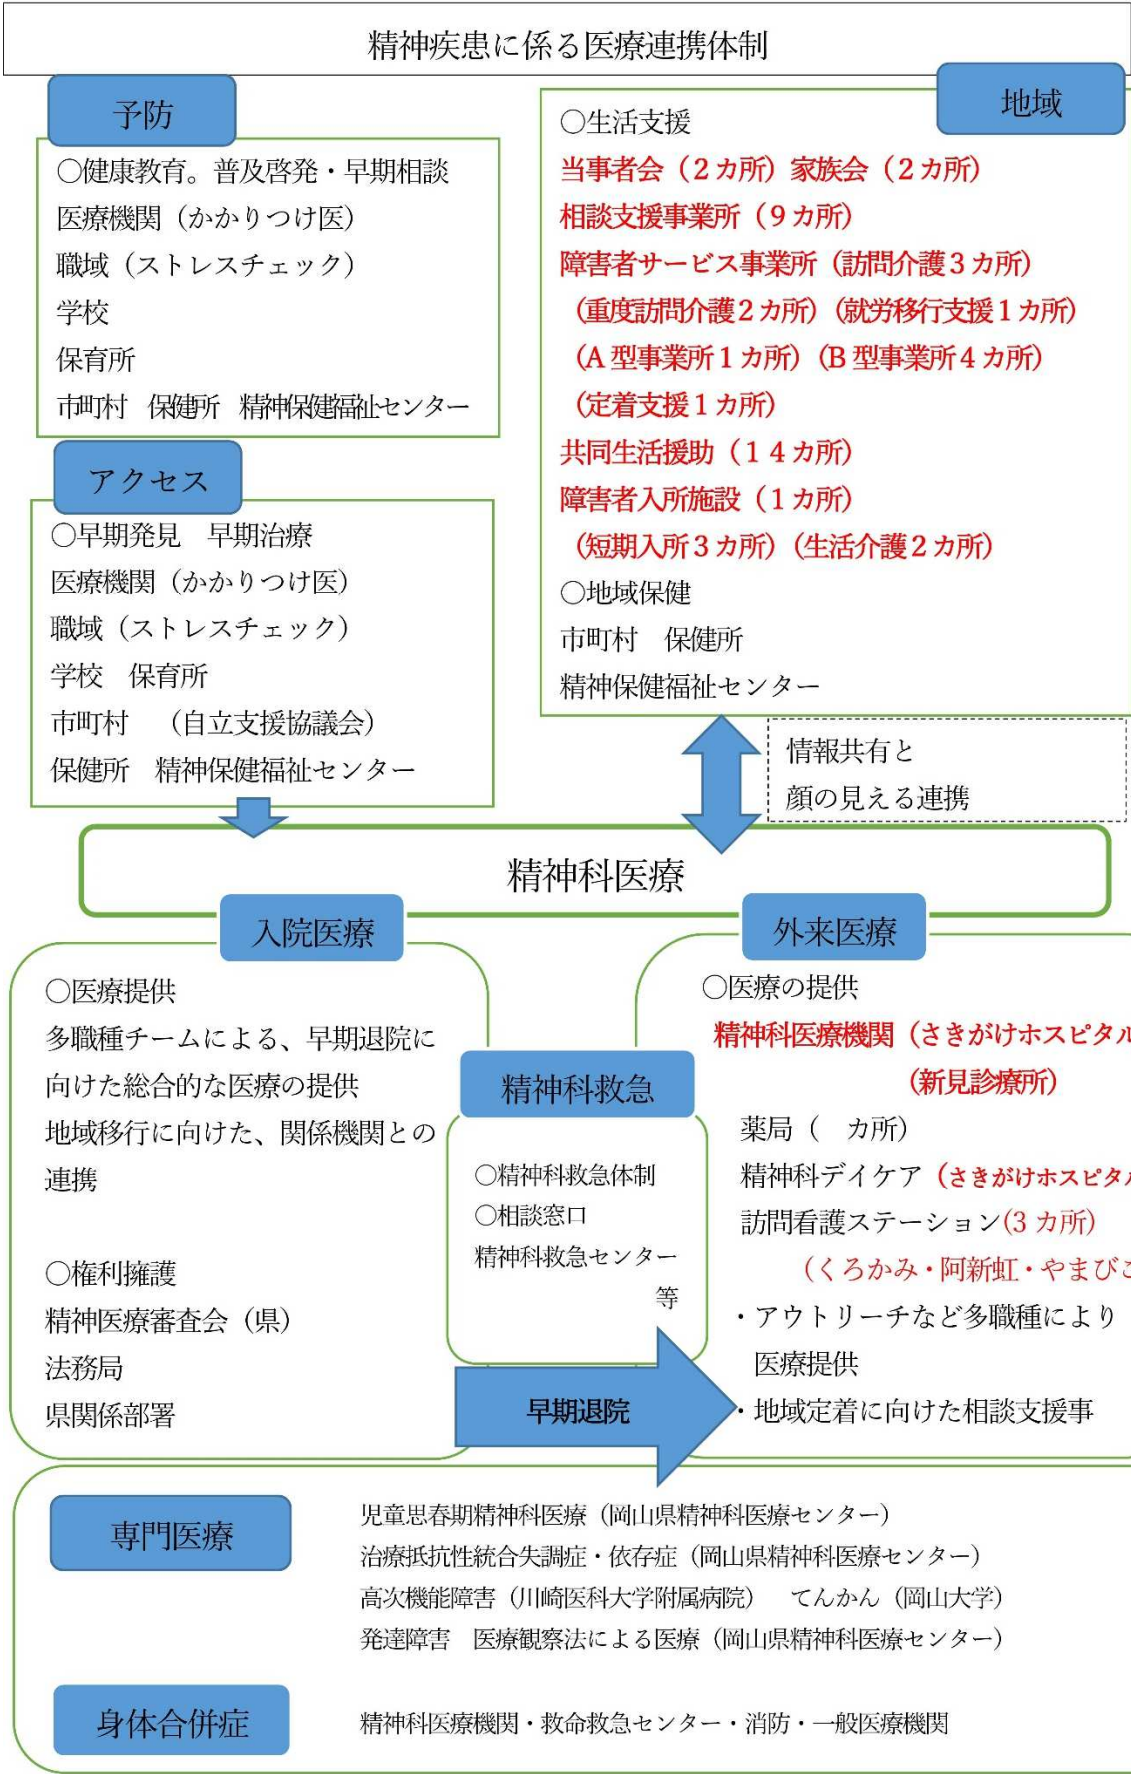 精神疾患に係る医療連携体制
予防
○健康教育。普及啓発・早期相談
医療機関（かかりつけ医）
職域（ストレスチェック）
学校
保育所
市町村　保健所　精神保健福祉センター
アクセス
○早期発見　早期治療
医療機関（かかりつけ医）
職域（ストレスチェック）
学校　保育所
市町村　（自立支援協議会）
保健所　精神保健福祉センター
地域
○生活支援
当事者会（２カ所）家族会（２カ所）
相談支援事業所（９カ所）
障害者サービス事業所（訪問介護３カ所）
（重度訪問介護２カ所）（就労移行支援１カ所）
（A 型事業所１カ所）（B 型事業所４カ所）
（定着支援１カ所）
共同生活援助（１４カ所）
障害者入所施設（１カ所）
（短期入所３カ所）（生活介護２カ所）
○地域保健
市町村　保健所
精神保健福祉センター
情報共有と
顔の見える連携
精神科医療
入院医療
○医療提供
多職種チームによる、早期退院に
向けた総合的な医療の提供
地域移行に向けた、関係機関との
連携
○権利擁護
精神医療審査会（県）
法務局
県関係部署
精神科救急
○精神科救急体制
○相談窓口
精神科救急センター
等
早期退院
外来医療
○医療の提供
精神科医療機関（さきがけホスピタル
（新見診療所）
薬局（　カ所）
精神科デイケア（さきがけホスピタル
訪問看護ステーション(3 カ所)
（くろかみ・阿新虹・やまびこ
・アウトリーチなど多職種により
医療提供
・地域定着に向けた相談支援事
専門医療
児童思春期精神科医療（岡山県精神科医療センター）
治療抵抗性統合失調症・依存症（岡山県精神科医療センター）
高次機能障害（川崎医科大学附属病院）　てんかん（岡山大学）
発達障害　医療観察法による医療（岡山県精神科医療センター）
身体合併症
精神科医療機関・救命救急センター・消防・一般医療機関